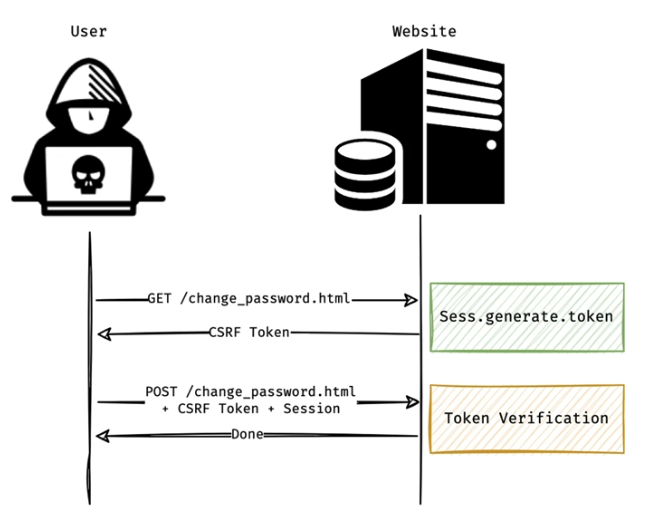 User
Website
GET /change_password.html
Sess.generate.token
CSRF Token
POST /change_password.html
+ CSRF Token + Session
Token Verification
Done